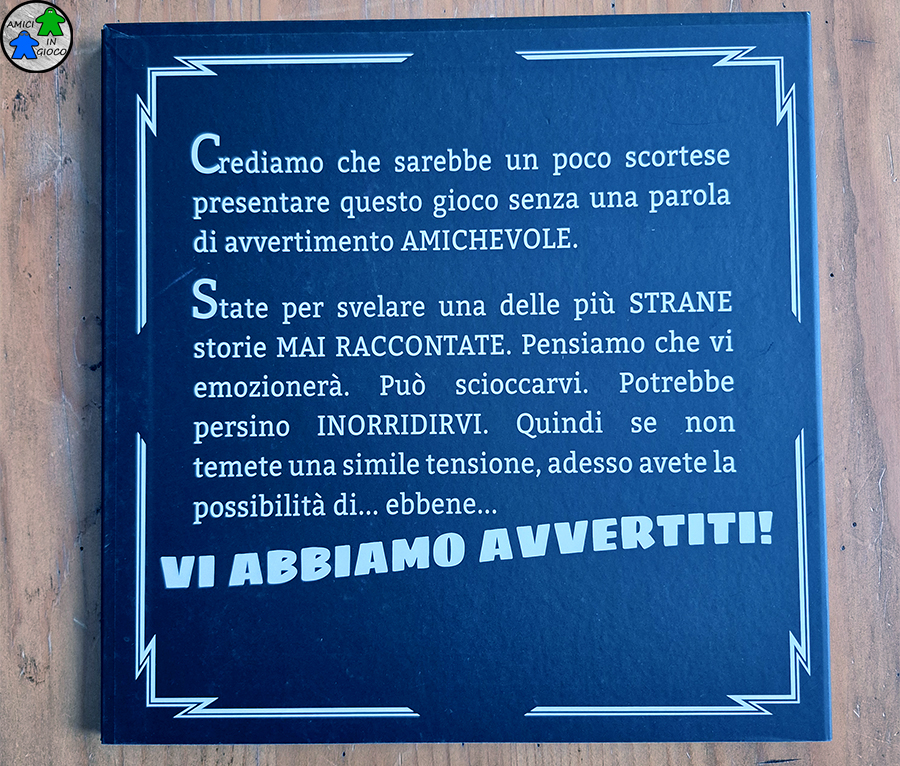 AMICI
IN
GIOCO
Crediamo che sarebbe un poco scortese
presentare questo gioco senza una parola
di avvertimento AMICHEVOLE.
State per svelare una delle più STRANE
storie MAI RACCONTATE. Pensiamo che vi
emozionerà. Può scioccarvi. Potrebbe
persino INORRIDIRVI. Quindi se non
temete una simile tensione, adesso avete la
possibilità di... ebbene...
VI ABBIAMO AVVERTITI!